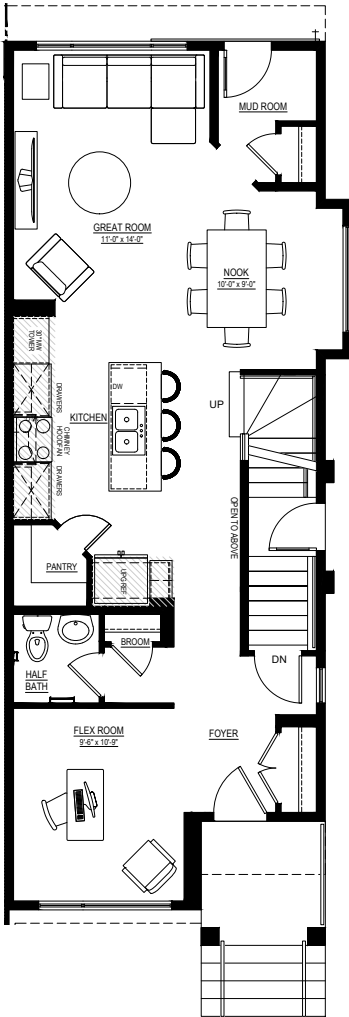 MUD ROOM
GREAT ROOM
11'-0" x 14'-0"
NOOK
10'-0" x 9'-0"
30" MW
TOWER
DRAWERS
DW
KITCHEN
CHIMNEY
HOODFAN
DRAWERS
UP
OPEN TO ABOVE
PANTRY
UPG REF.
BROOM
HALF
BATH
DN
FLEX ROOM
9'-6" x 10'-9"
FOYER